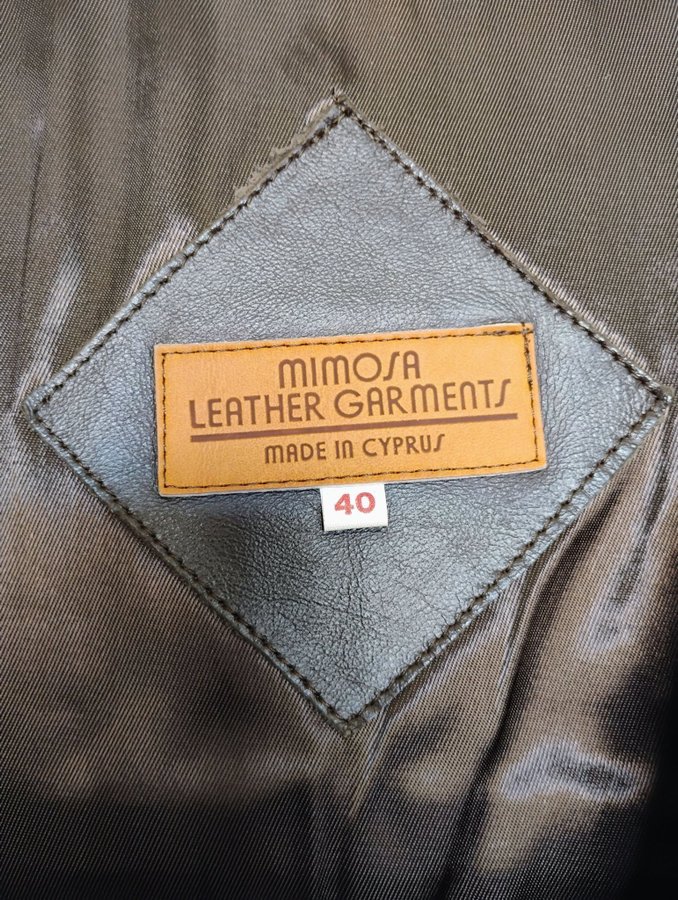 MIMOSA
LEATHER GARMENTS
MADE IN CYPRUS
40